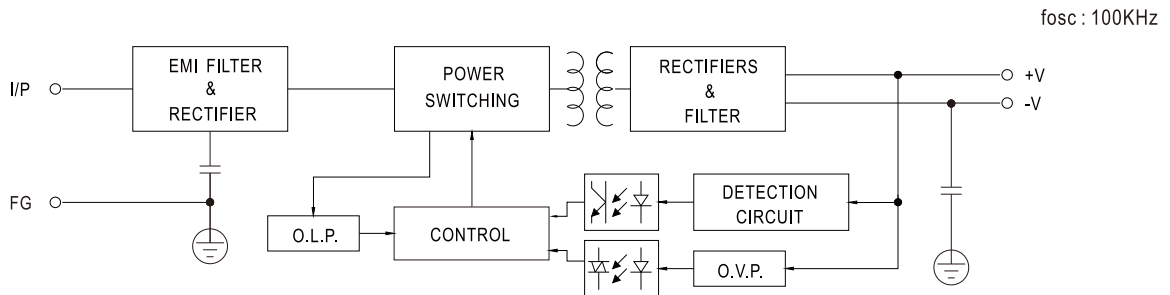 fosc : 100KHz
I/P
EMI FILTER
&
RECTIFIER
POWER
SWITCHING
RECTIFIERS
&
FILTER
+V
-V
FG
O.L.P.
CONTROL
DETECTION
CIRCUIT
O.V.P.